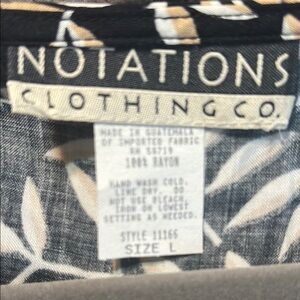 NOTATIONS
CLOTHING CO.
MADE IN GUATEMALA
OF IMPORTED FABRIC
RN 58719
100% RAYON
HAND WASH COLD.
LINE DRY. DO
NOT USE BLEACH.
IRON ON LOWEST
SETTING AS NEEDED.
STYLE 11166
SIZE L